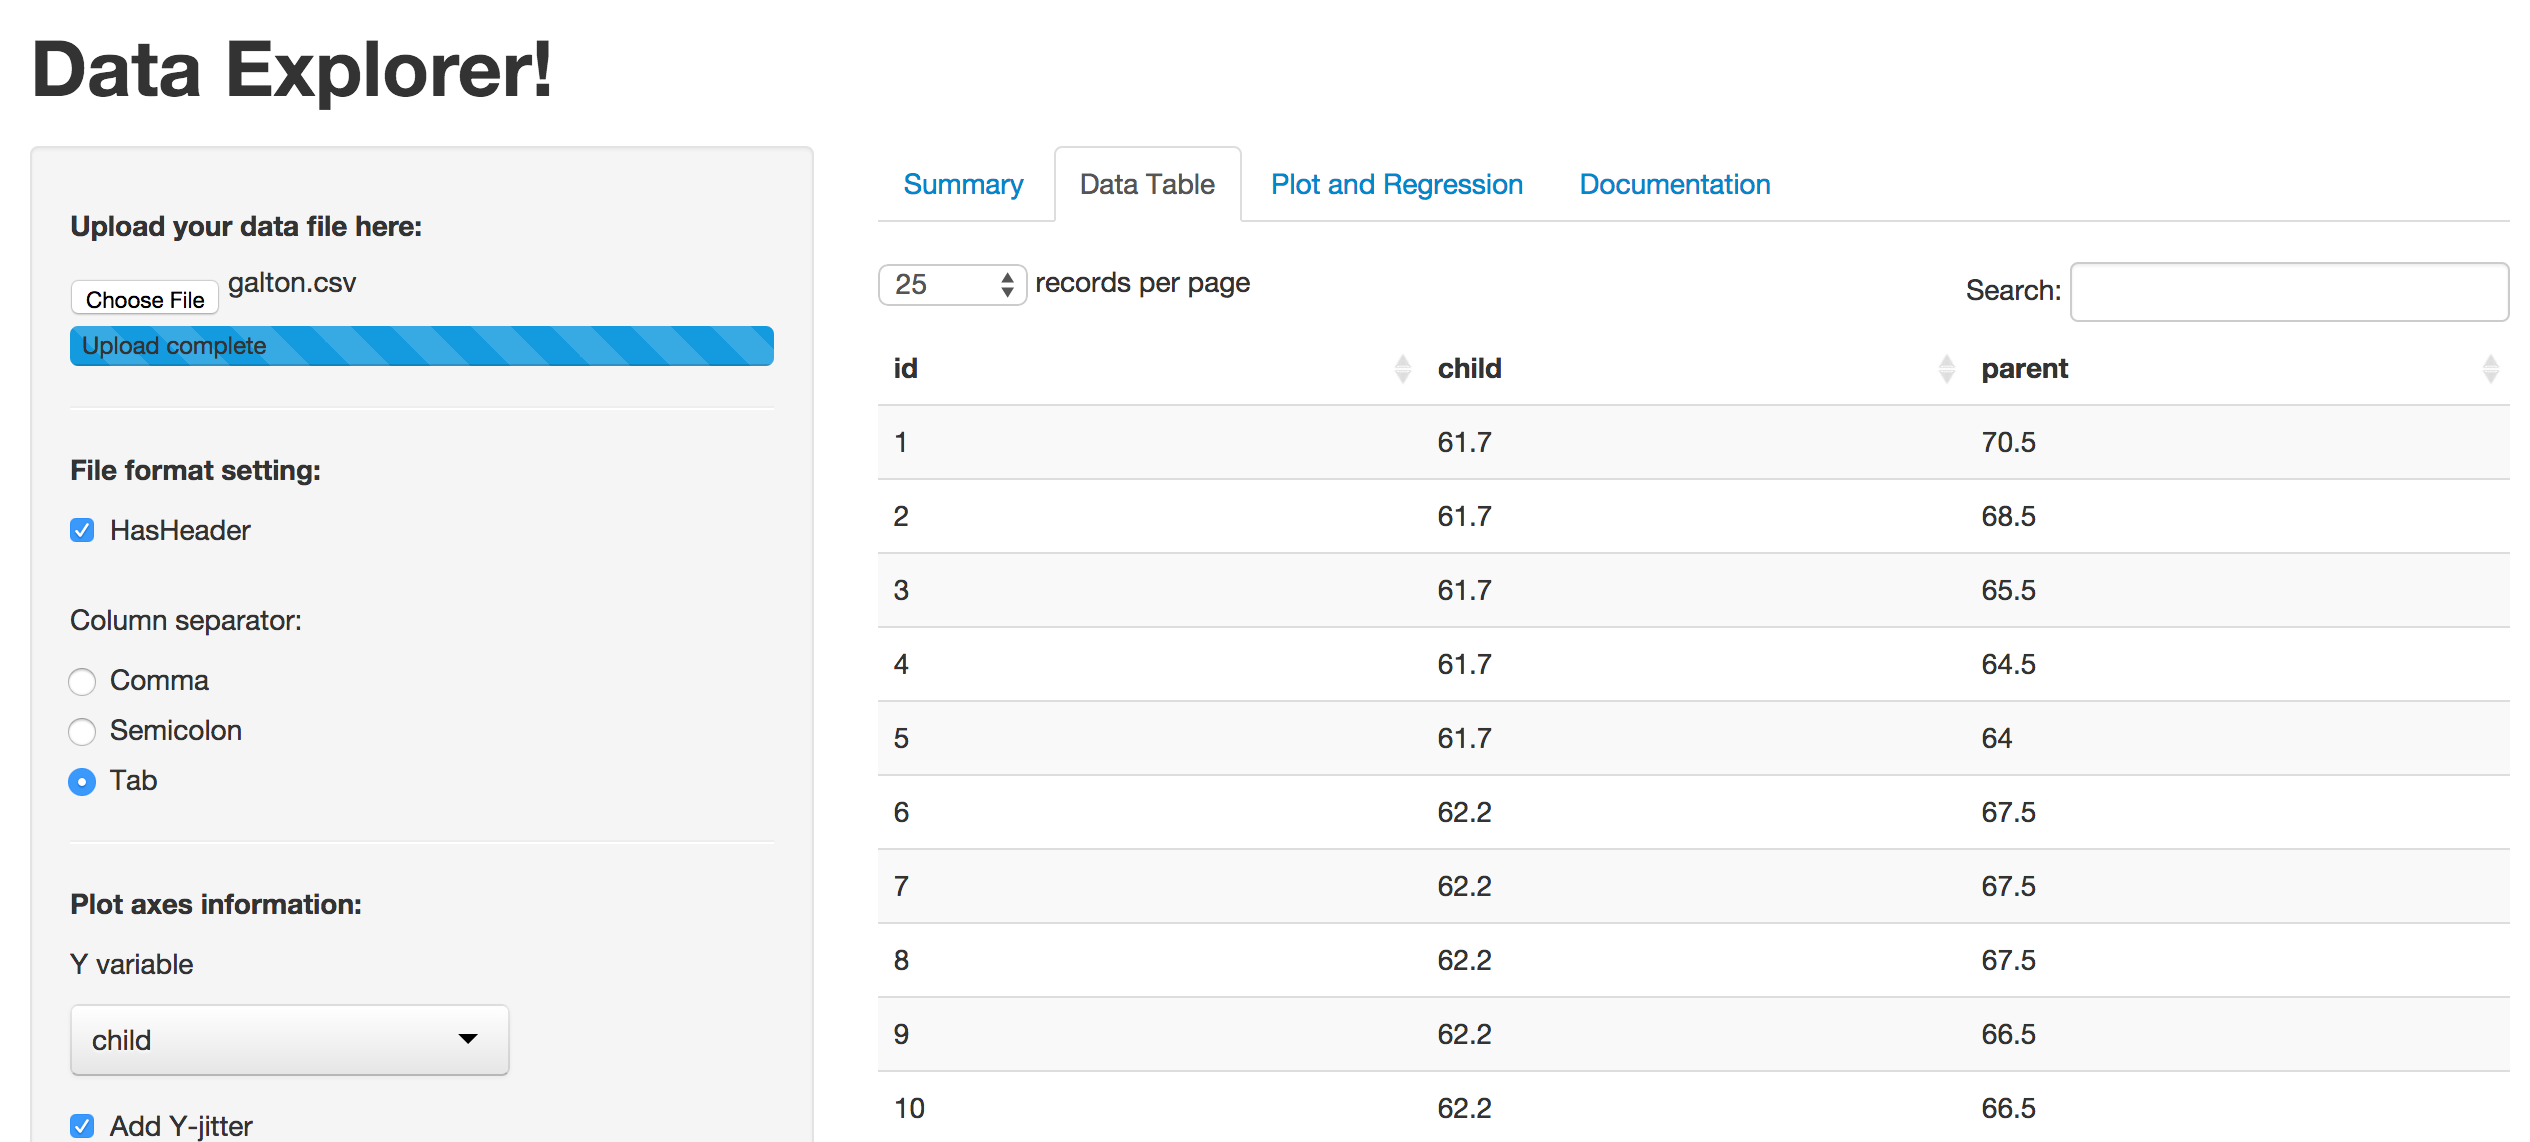 Data Explorer!
Upload your data file here:
Choose File galton.csv
Upload complete
File format setting:
HasHeader
Column separator:
Comma
Semicolon
Tab
Plot axes information:
Y variable
child
Add Y-jitter
Summary Data Table Plot and Regression Documentation
25 records per page Search:
id child parent
1 61.7 70.5
2 61.7 68.5
3 61.7 65.5
4 61.7 64.5
5 61.7 64
6 62.2 67.5
7 62.2 67.5
8 62.2 67.5
9 62.2 66.5
10 62.2 66.5